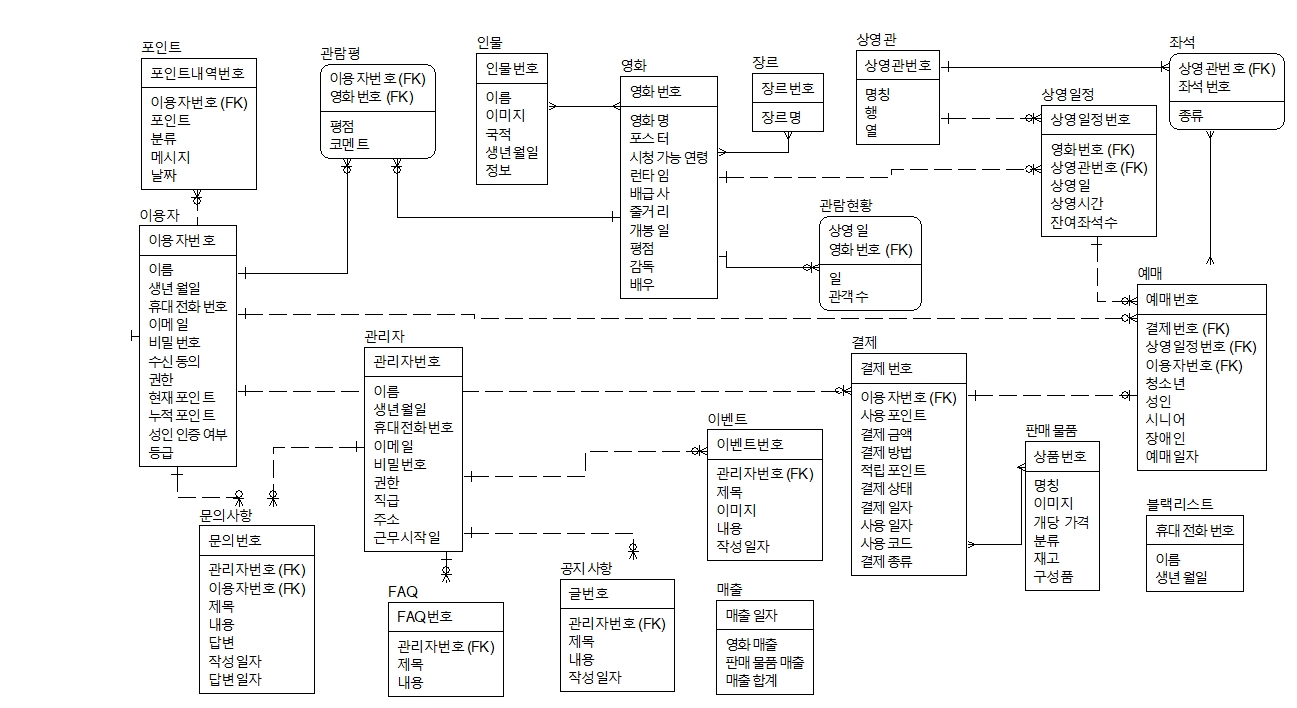 포인트
포인트내역번호
이용자번호 (FK)
포인트
분류
메시지
날짜
관람평
이용자번호 (FK)
영화번호 (FK)
평점
코멘트
인물
인물번호
이름
이미지
국적
생년월일
정보
영화
영화번호
영화명
포스터
시청가능연령
런타임
배급사
줄거리
개봉일
평점
감독
배우
장르
장르번호
장르명
상영관
상영관번호
명칭
행
열
좌석
상영관번호 (FK)
좌석번호
종류
상영일정
상영일정번호
영화번호 (FK)
상영관번호 (FK)
상영일
상영시간
잔여좌석수
이용자
이용자번호
이름
생년월일
휴대전화번호
이메일
비밀번호
수신동의
권한
현재포인트
누적포인트
성인인증여부
등급
관람현황
상영일
영화번호 (FK)
일
관객수
예매
예매번호
결제번호 (FK)
상영일정번호 (FK)
이용자번호 (FK)
청소년
성인
시니어
장애인
예매일자
관리자
관리자번호
이름
생년월일
휴대전화번호
이메일
비밀번호
권한
직급
주소
근무시작일
결제
결제번호
이용자번호 (FK)
사용포인트
결제금액
결제방법
적립포인트
결제상태
결제일자
사용일자
사용코드
결제종류
이벤트
이벤트번호
관리자번호 (FK)
제목
이미지
내용
작성일자
판매물품
상품번호
명칭
이미지
개당 가격
분류
재고
구성품
블랙리스트
휴대전화번호
이름
생년월일
문의사항
문의번호
관리자번호 (FK)
이용자번호 (FK)
제목
내용
답변
작성일자
답변일자
FAQ
FAQ번호
관리자번호 (FK)
제목
내용
공지사항
글번호
관리자번호 (FK)
제목
내용
작성일자
매출
매출일자
영화매출
판매물품매출
매출합계